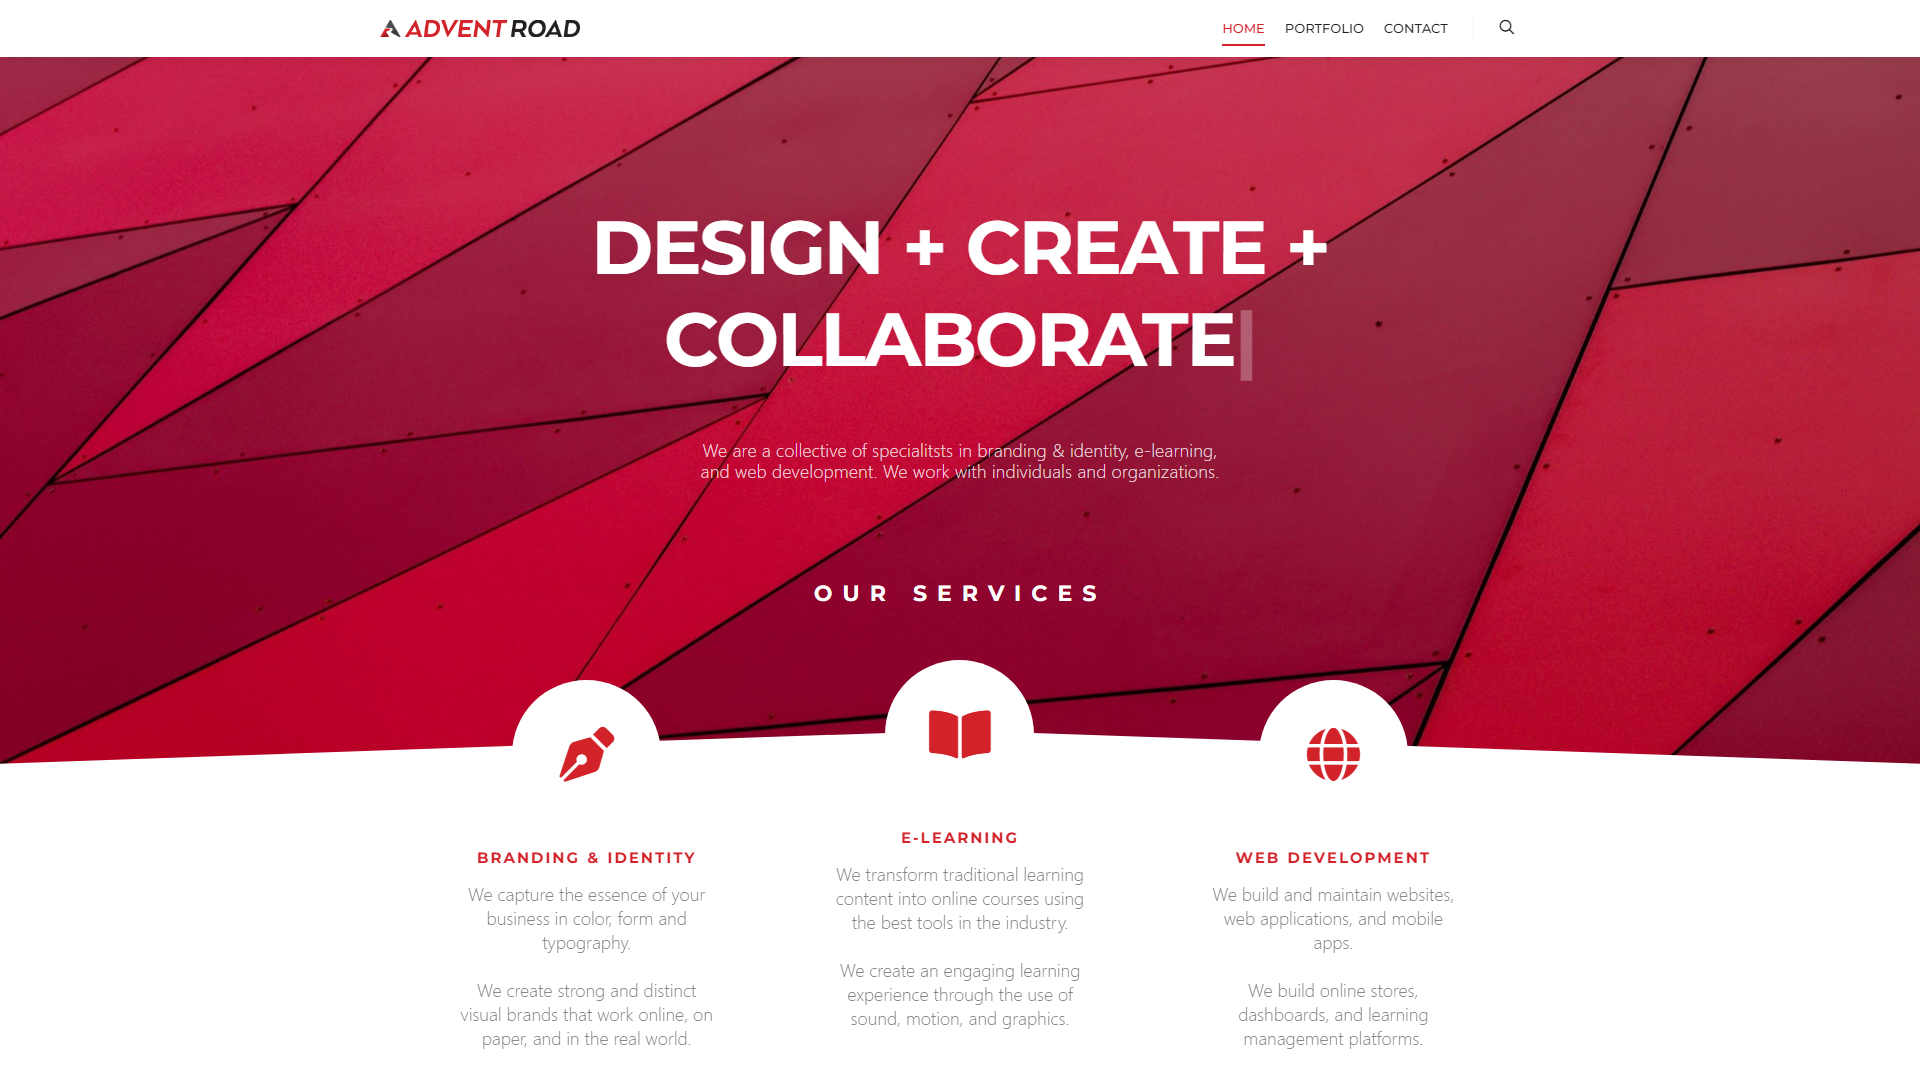 ADVENT ROAD
HOME PORTFOLIO CONTACT
DESIGN + CREATE +
COLLABORATE
We are a collective of specialitsts in branding & identity, e-learning,
and web development. We work with individuals and organizations.
OUR SERVICES
BRANDING & IDENTITY
We capture the essence of your
business in color, form and
typography.
We create strong and distinct
visual brands that work online, on
paper, and in the real world.
E-LEARNING
We transform traditional learning
content into online courses using
the best tools in the industry.
We create an engaging learning
experience through the use of
sound, motion, and graphics.
WEB DEVELOPMENT
We build and maintain websites,
web applications, and mobile
apps.
We build online stores,
dashboards, and learning
management platforms.